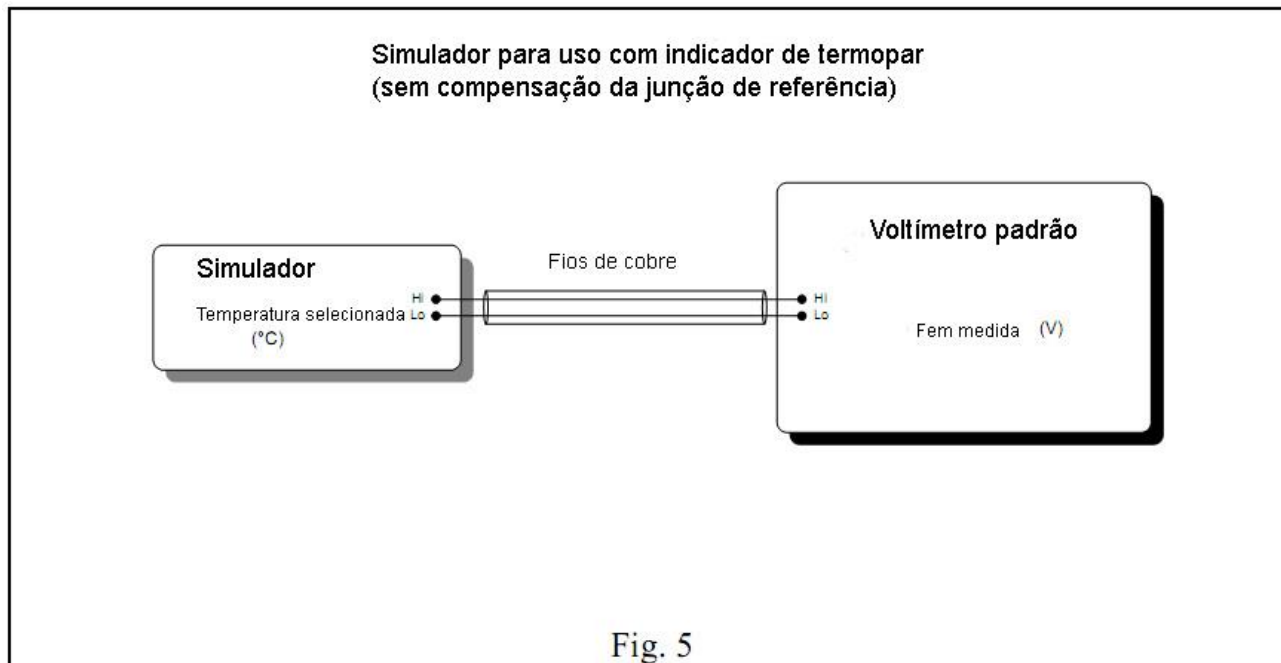 Simulador para uso com indicador de termopar
(sem compensação da junção de referência)
Simulador
Temperatura selecionada
(°C)
Hi
Lo
Fios de cobre
Voltímetro padrão
Hi
Lo
Fem medida (V)
Fig. 5